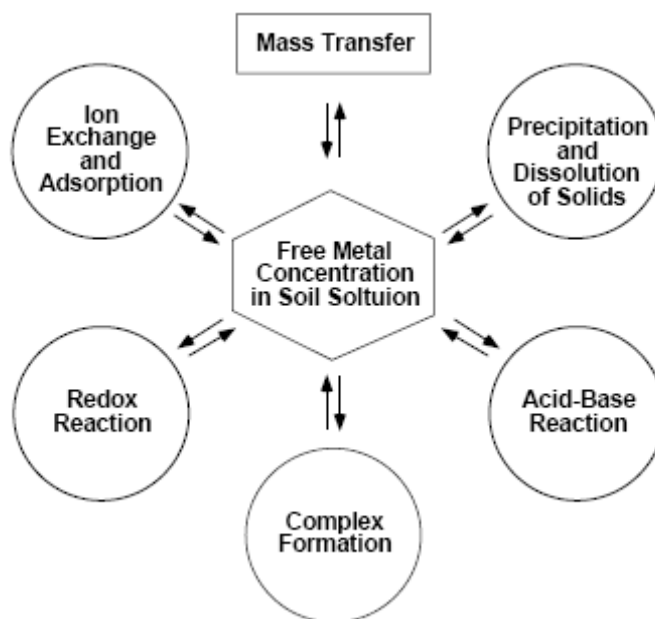 Mass Transfer
Ion
Exchange
and
Adsorption
Precipitation
and
Dissolution
of Solids
Free Metal
Concentration
in Soil Soltuion
Redox
Reaction
Acid-Base
Reaction
Complex
Formation